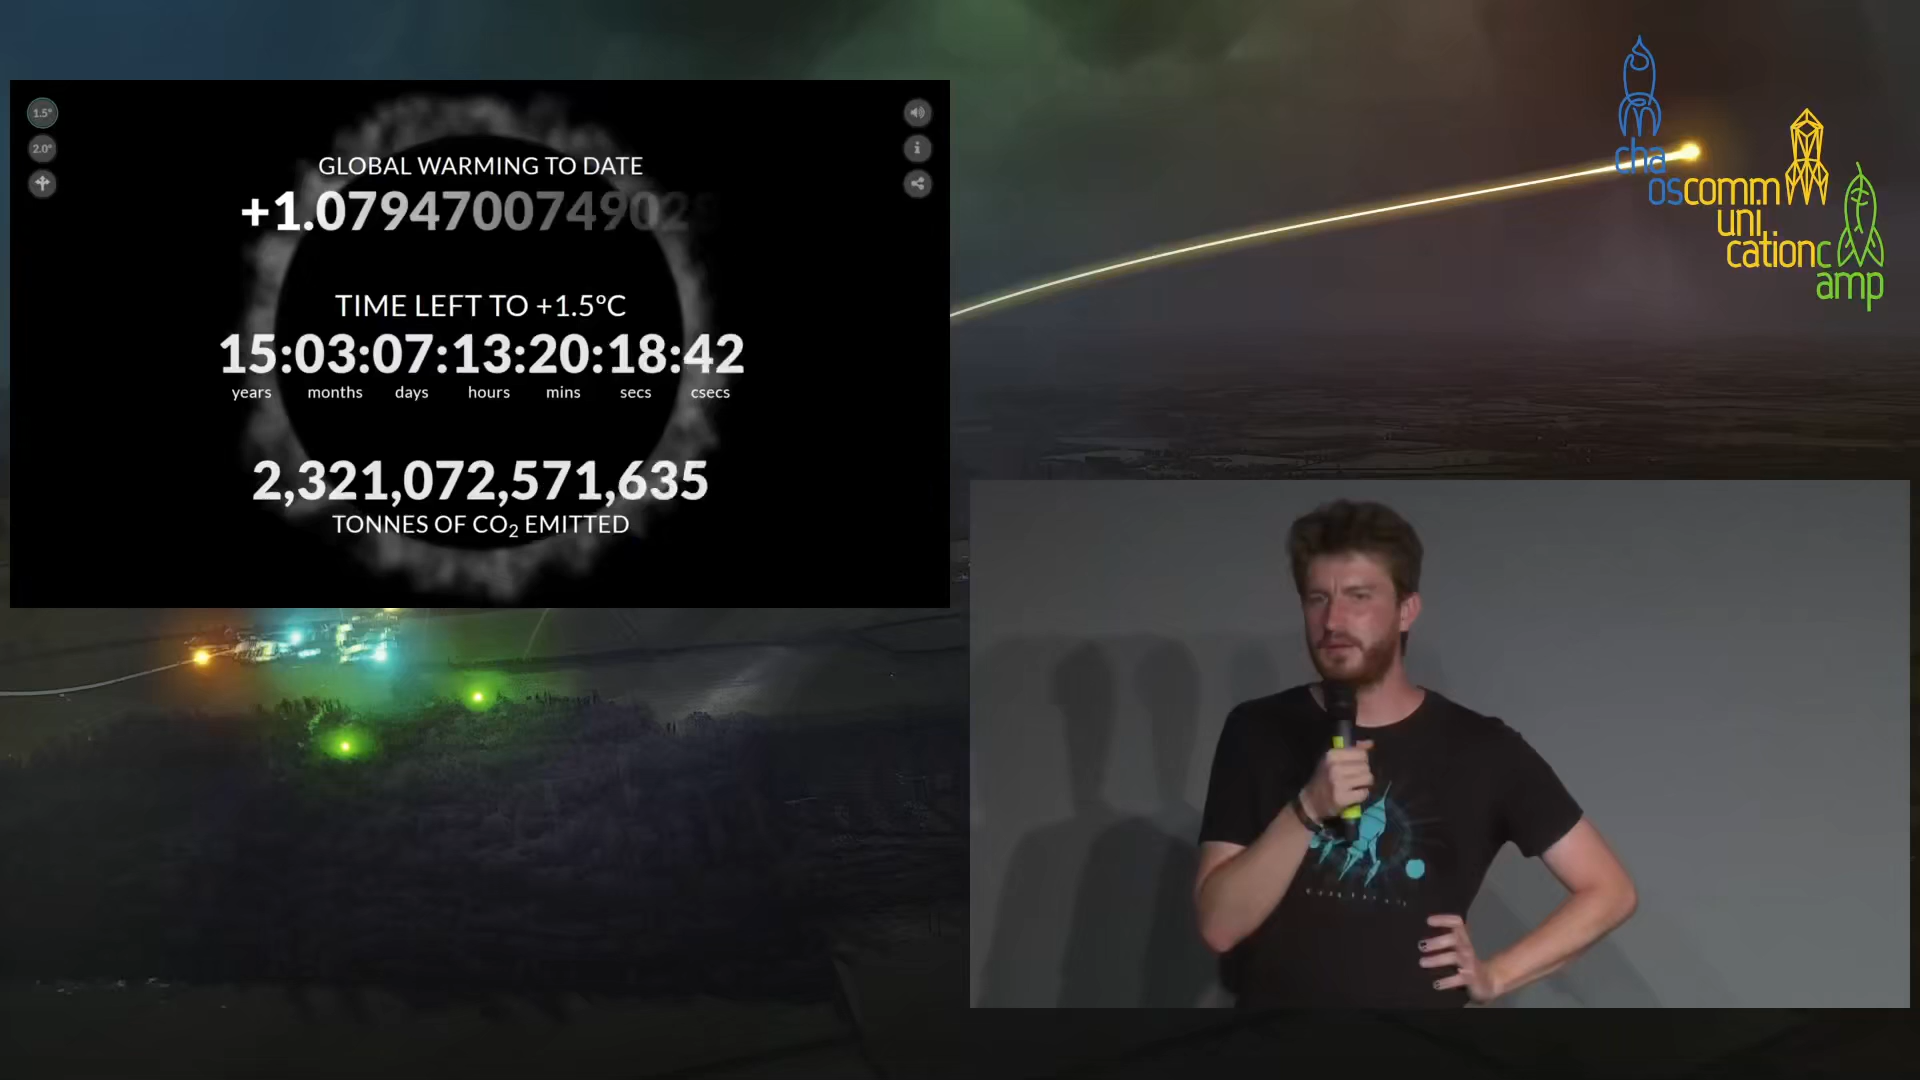 1.5°
2.0°
GLOBAL WARMING TO DATE
+1.079470074902
TIME LEFT TO +1.5°C
15:03:07:13:20:18:42
years months days hours mins secs csecs
2,321,072,571,635
TONNES OF CO₂ EMITTED
i
cha
oscomm
uni
cationc
amp